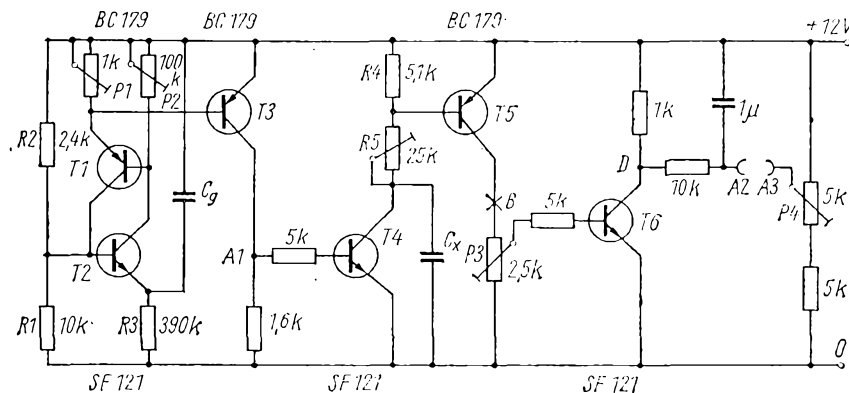 BC 179 BC 179 BC 179
+12V
1k P1
100 k P2
R4 5,1k
1k
1μ
R2 2,4k
T1
T3
T5
R5 25k
D
10k
A2 A3
P4 5k
Cg
B
5k
T6
T2
A1
5k
T4
Cx
P3 2,5k
5k
R1 10k
R3 390k
1,6k
0
SF 121 SF 121 SF 121